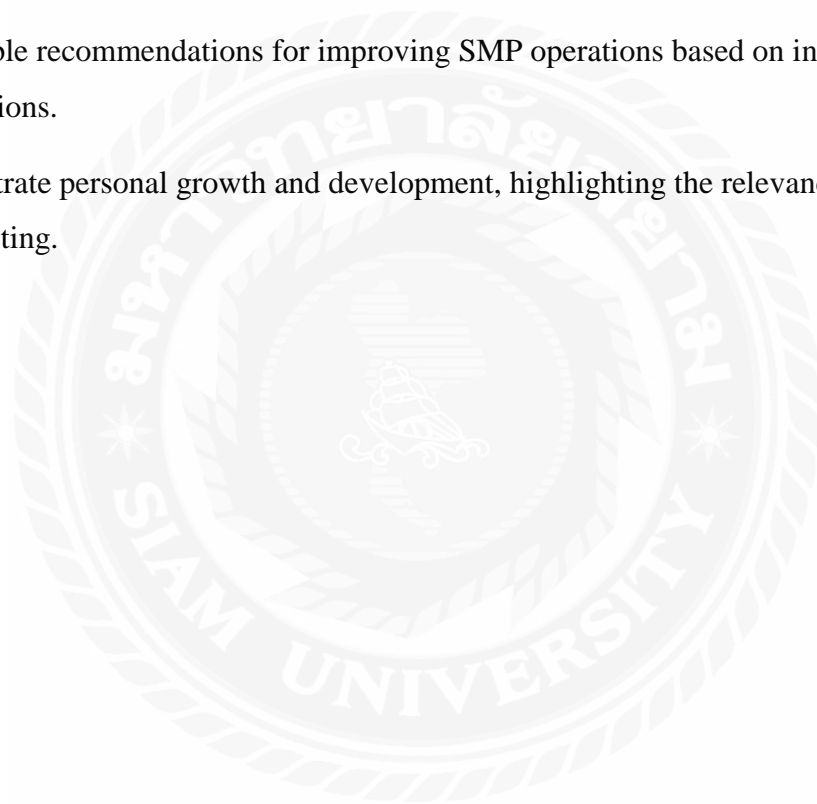 ble recommendations for improving SMP operations based on in
ions.
trate personal growth and development, highlighting the relevan
ting.
มหาวิทยาลัยสยาม
SIAM UNIVERSITY